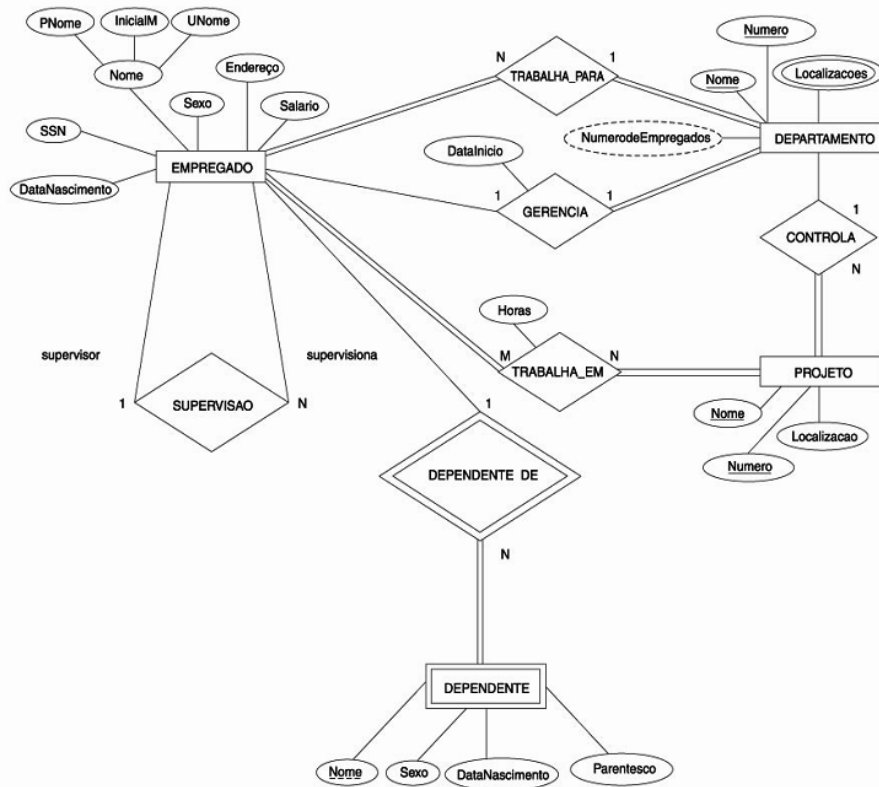 PNome
InicialM
UNome
Nome
Endereço
Sexo
Salario
SSN
EMPREGADO
DataNascimento
N
TRABALHA_PARA
1
Numero
Nome
Localizacoes
NumerodeEmpregados
DEPARTAMENTO
DataInicio
1
GERENCIA
1
1
CONTROLA
N
supervisor
supervisiona
1
SUPERVISAO
N
Horas
M
TRABALHA_EM
N
PROJETO
Nome
Localizacao
Numero
1
DEPENDENTE DE
N
DEPENDENTE
Nome
Sexo
DataNascimento
Parentesco